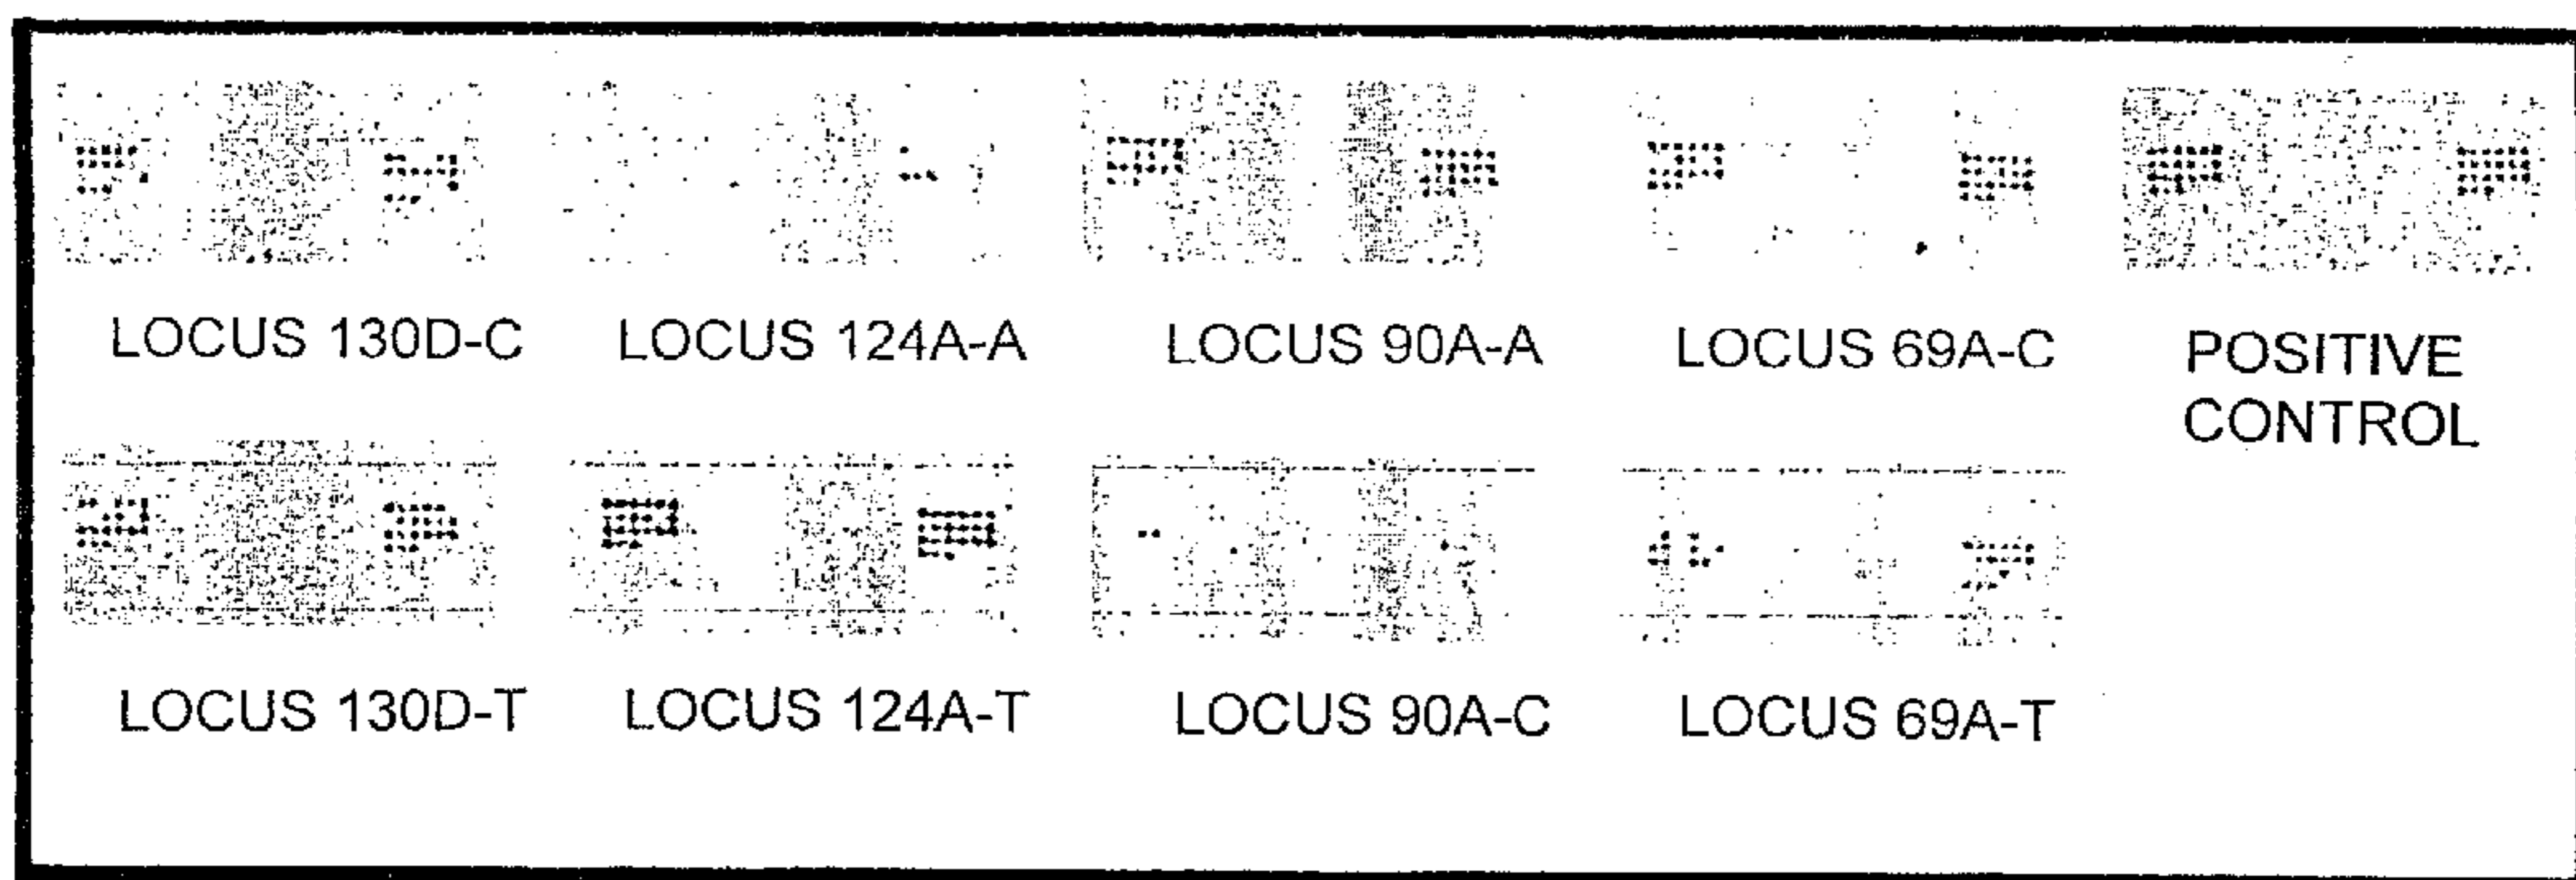 LOCUS 130D-C
LOCUS 124A-A
LOCUS 90A-A
LOCUS 69A-C
POSITIVE
CONTROL
LOCUS 130D-T
LOCUS 124A-T
LOCUS 90A-C
LOCUS 69A-T